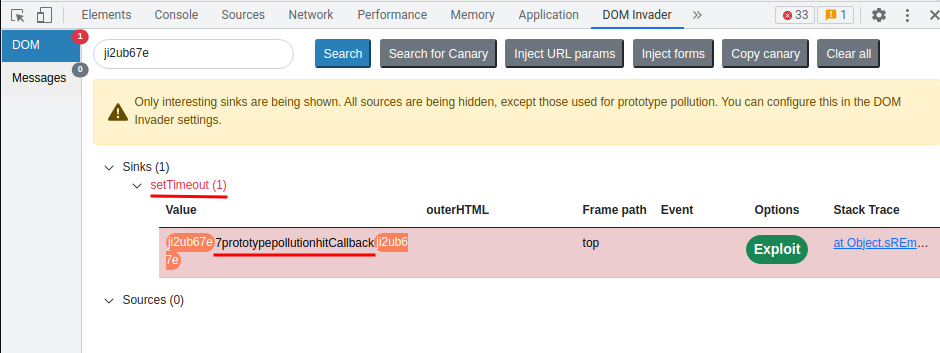 Elements Console Sources Network Performance Memory Application DOM Invader » 33 1
DOM 1
Messages 0
ji2ub67e Search Search for Canary Inject URL params Inject forms Copy canary Clear all
Only interesting sinks are being shown. All sources are being hidden, except those used for prototype pollution. You can configure this in the DOM
Invader settings.
Sinks (1)
setTimeout (1)
Value outerHTML Frame path Event Options Stack Trace
ji2ub67e7prototypepollutionhitCallbackji2ub6 top Exploit at Object.sREm…
7e
Sources (0)